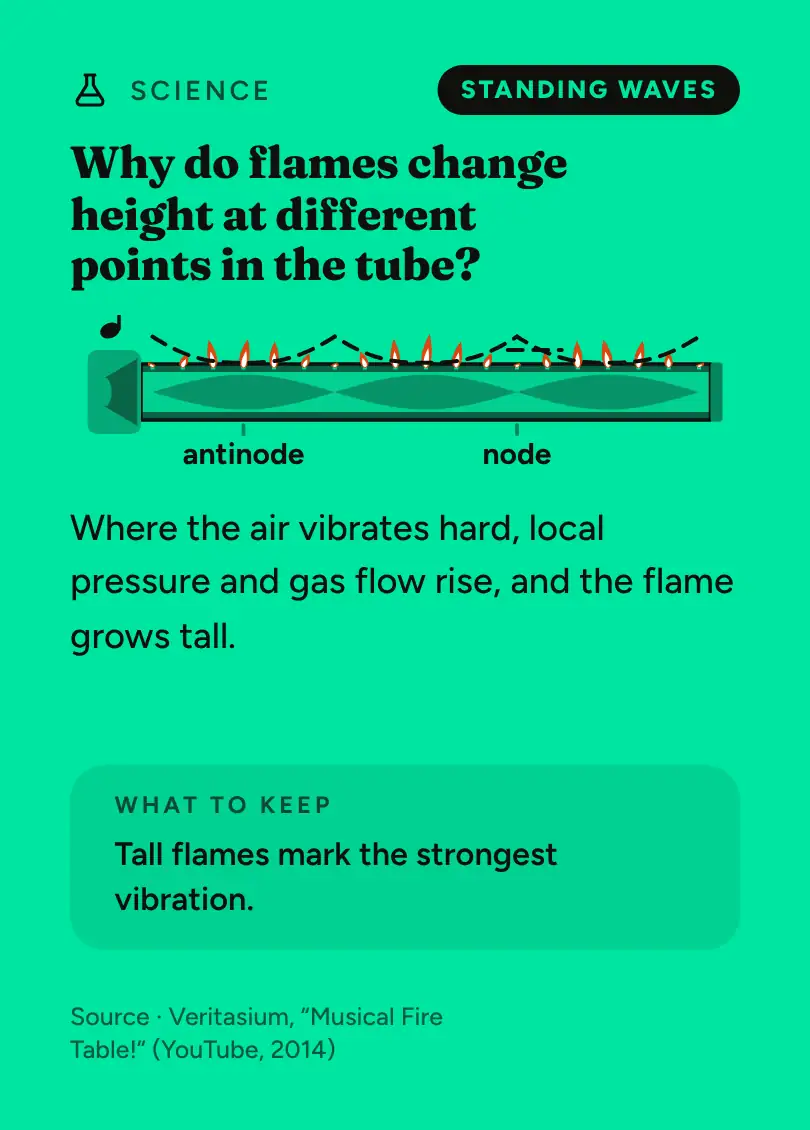 SCIENCE
STANDING WAVES
Why do flames change
height at different
points in the tube?
antinode
node
Where the air vibrates hard, local
pressure and gas flow rise, and the flame
grows tall.
WHAT TO KEEP
Tall flames mark the strongest
vibration.
Source · Veritasium, “Musical Fire
Table!” (YouTube, 2014)